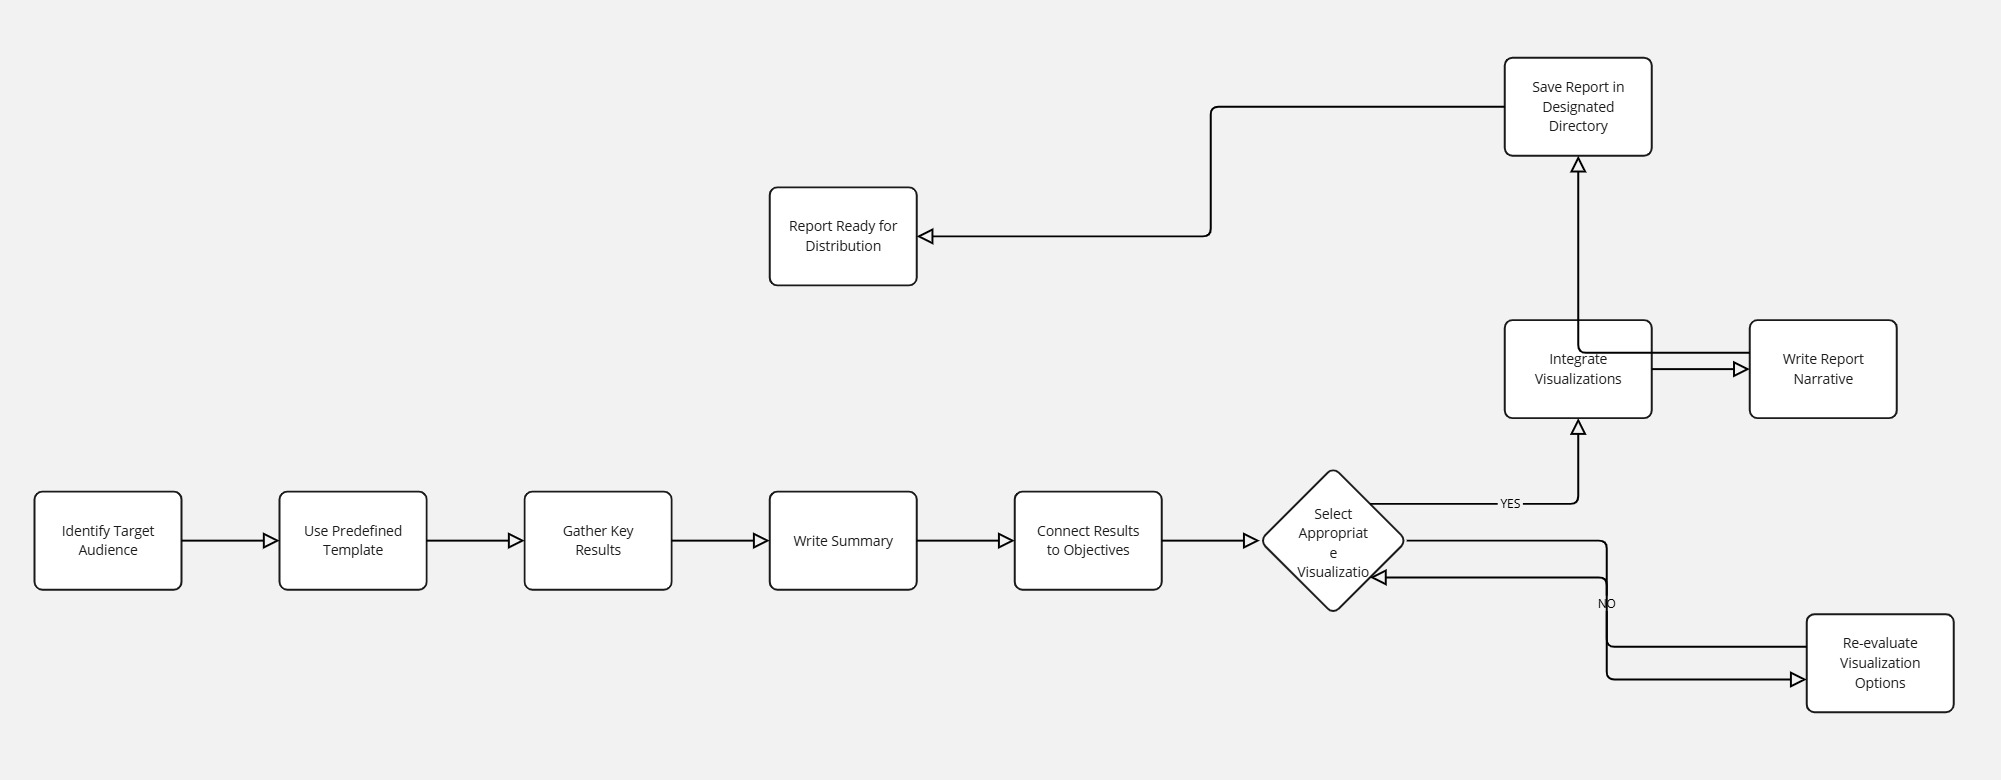 Save Report in
Designated
Directory
Report Ready for
Distribution
Integrate
Visualizations
Write Report
Narrative
Identify Target
Audience
Use Predefined
Template
Gather Key
Results
Write Summary
Connect Results
to Objectives
Select
Appropriat
e
Visualizatio
YES
NO
Re-evaluate
Visualization
Options